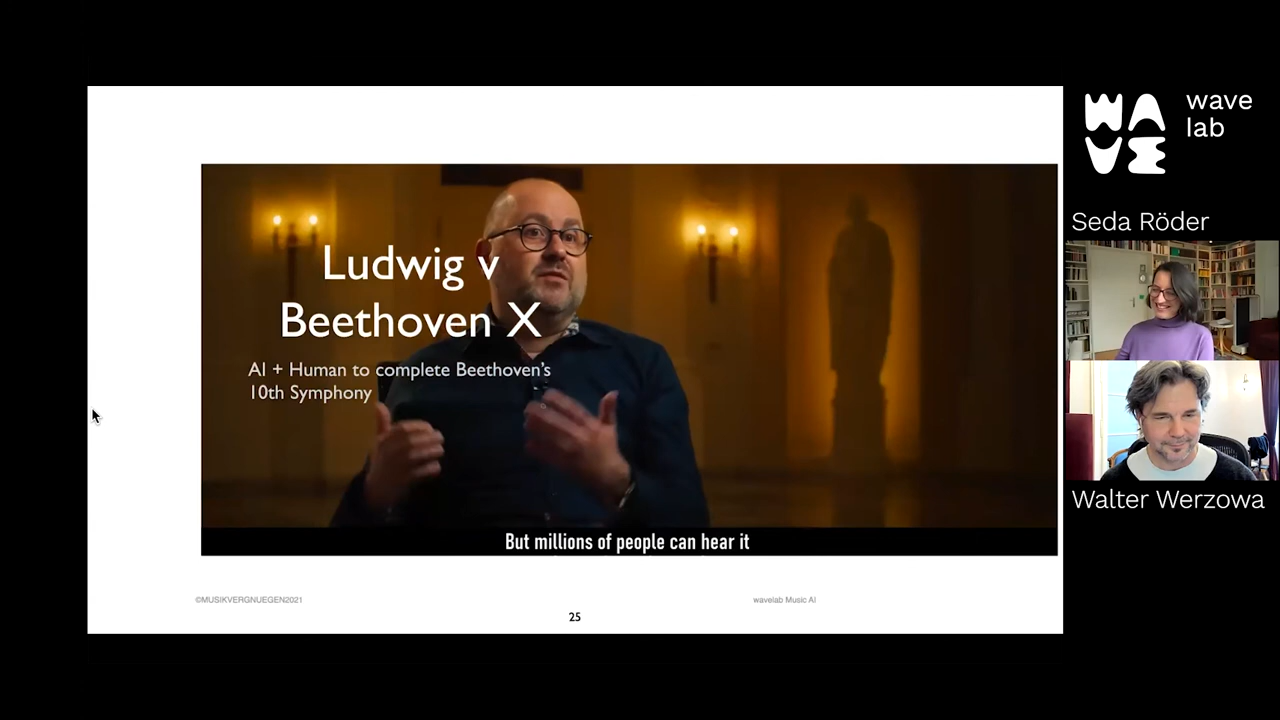 Ludwig v
Beethoven X
AI + Human to complete Beethoven's
10th Symphony
But millions of people can hear it
©MUSIKVERGNUEGEN2021
wavelab Music AI
25
WAVE
wave
lab
Seda Röder
Walter Werzowa